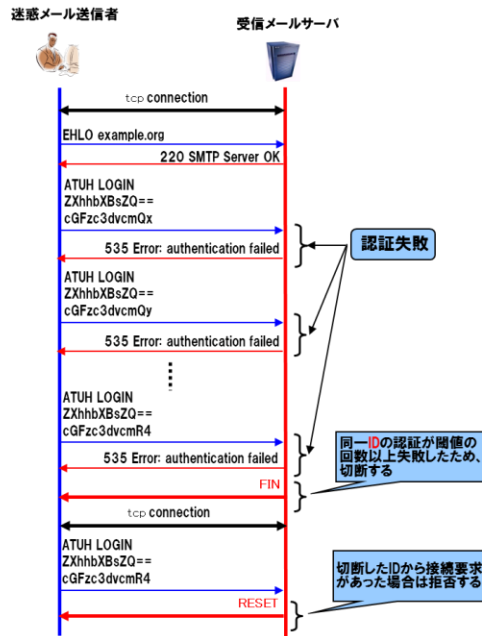 迷惑メール送信者
受信メールサーバ
tcp connection
EHLO example.org
220 SMTP Server OK
ATUH LOGIN
ZXhhbXBsZQ==
cGFzc3dvcmQx
535 Error: authentication failed
認証失敗
ATUH LOGIN
ZXhhbXBsZQ==
cGFzc3dvcmQy
535 Error: authentication failed
ATUH LOGIN
ZXhhbXBsZQ==
cGFzc3dvcmR4
535 Error: authentication failed
同一IDの認証が閾値の
回数以上失敗したため、
切断する
FIN
tcp connection
ATUH LOGIN
ZXhhbXBsZQ==
cGFzc3dvcmR4
切断したIDから接続要求
があった場合は拒否する
RESET